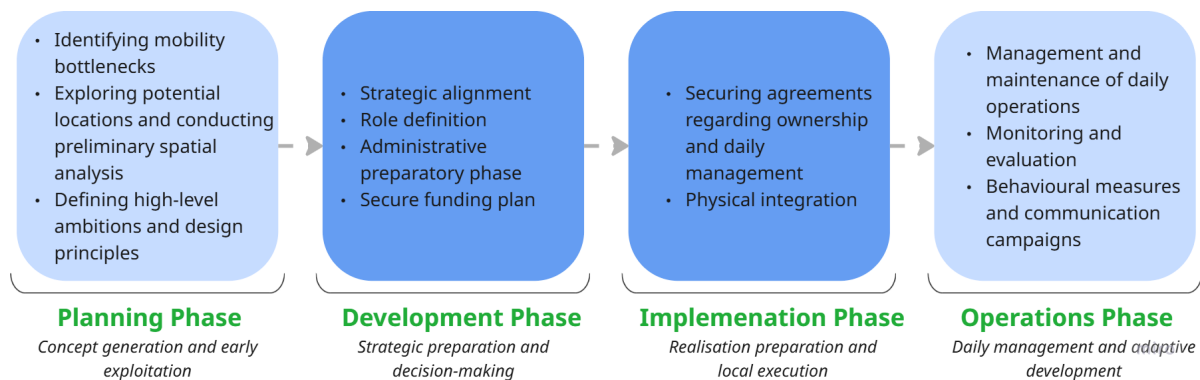 Identifying mobility
bottlenecks
Exploring potential
locations and conducting
preliminary spatial
analysis
Defining high-level
ambitions and design
principles
Planning Phase
Concept generation and early
exploitation
Strategic alignment
Role definition
Administrative
preparatory phase
Secure funding plan
Development Phase
Strategic preparation and
decision-making
Securing agreements
regarding ownership
and daily
management
Physical integration
Implemenation Phase
Realisation preparation and
local execution
Management and
maintenance of daily
operations
Monitoring and
evaluation
Behavioural measures
and communication
campaigns
Operations Phase
Daily management and adaptive
development